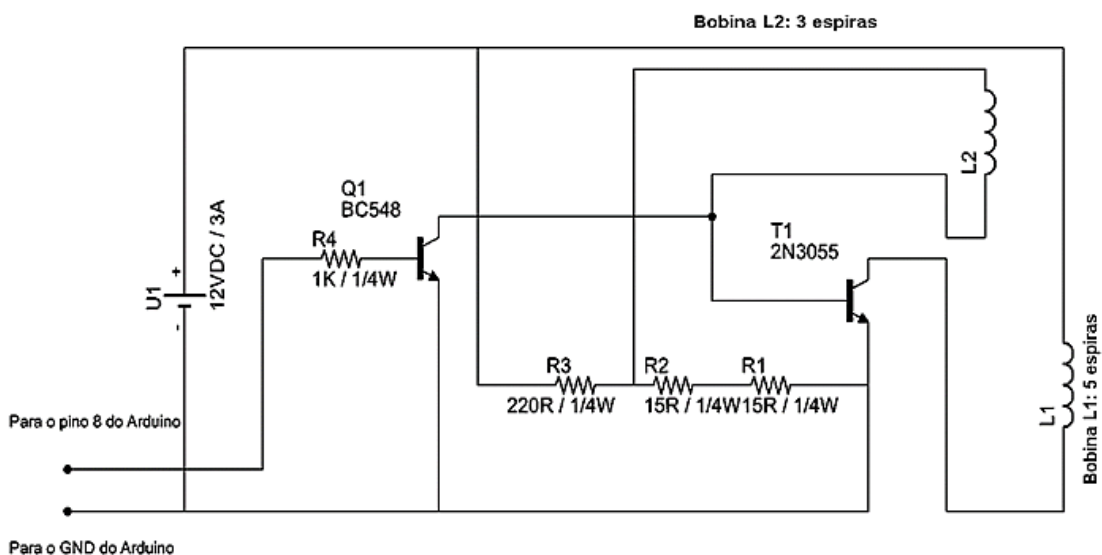 Bobina L2: 3 espiras
L2
Q1
BC548
T1
2N3055
R4
1K / 1/4W
U1
+
-
12VDC / 3A
R3
220R / 1/4W
R2
15R / 1/4W
R1
15R / 1/4W
L1
Bobina L1: 5 espiras
Para o pino 8 do Arduino
Para o GND do Arduino